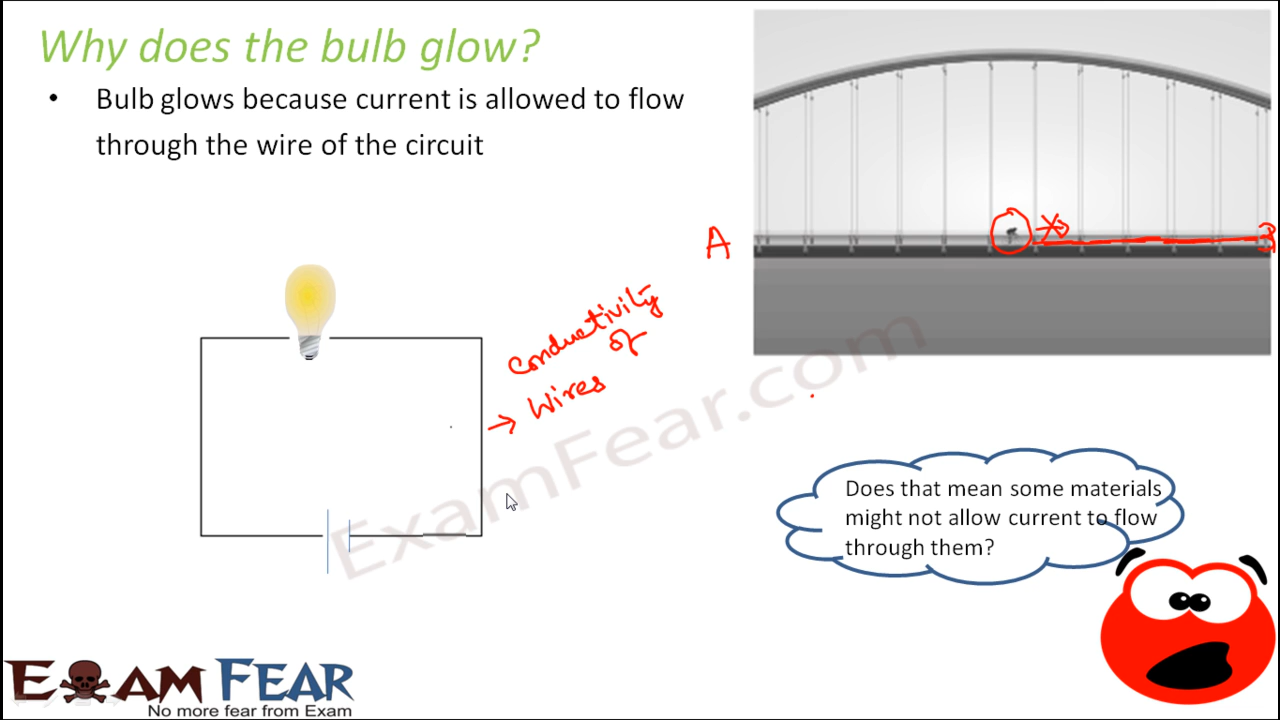 Why does the bulb glow?
• Bulb glows because current is allowed to flow
through the wire of the circuit
A
Conductivity
of
→ Wires
ExamFear.com
Does that mean some materials
might not allow current to flow
through them?
EXAM FEAR
No more fear from Exam